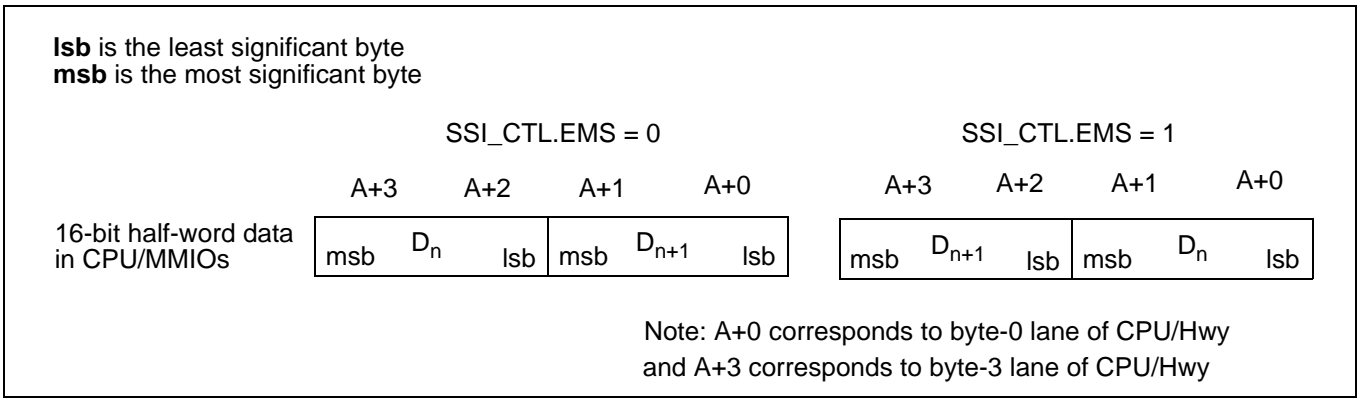 lsb is the least significant byte
msb is the most significant byte
SSI_CTL.EMS = 0 SSI_CTL.EMS = 1
A+3 A+2 A+1 A+0 A+3 A+2 A+1 A+0
16-bit half-word data
in CPU/MMIOs
msb Dn lsb msb Dn+1 lsb msb Dn+1 lsb msb Dn lsb
Note: A+0 corresponds to byte-0 lane of CPU/Hwy
and A+3 corresponds to byte-3 lane of CPU/Hwy